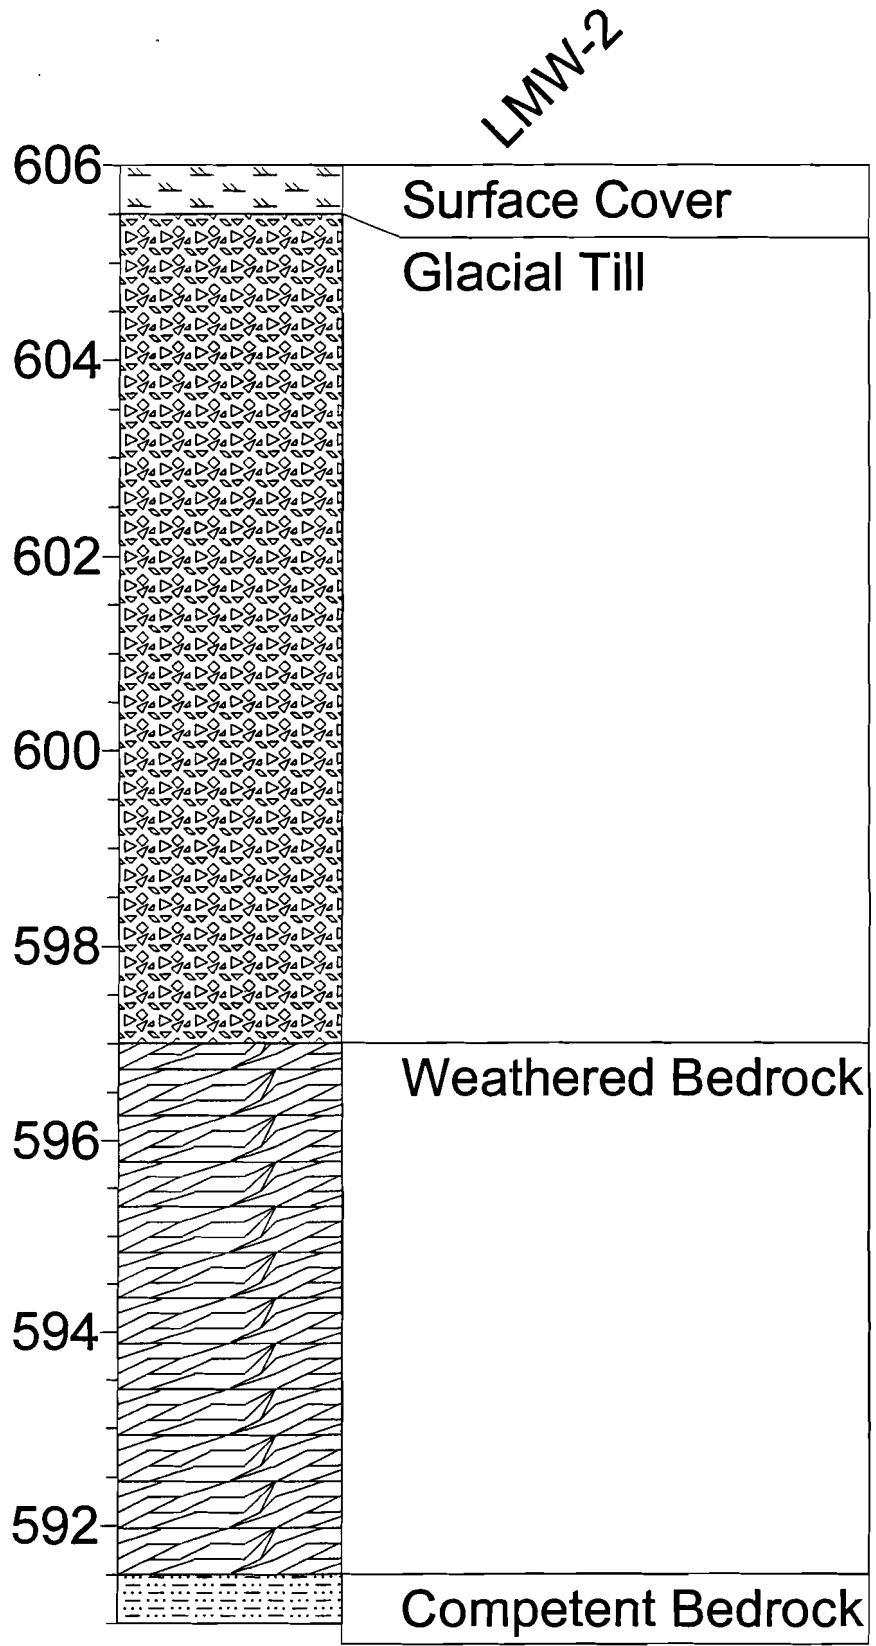 LMW-2
606
Surface Cover
Glacial Till
604
602
600
598
Weathered Bedrock
596
594
592
Competent Bedrock